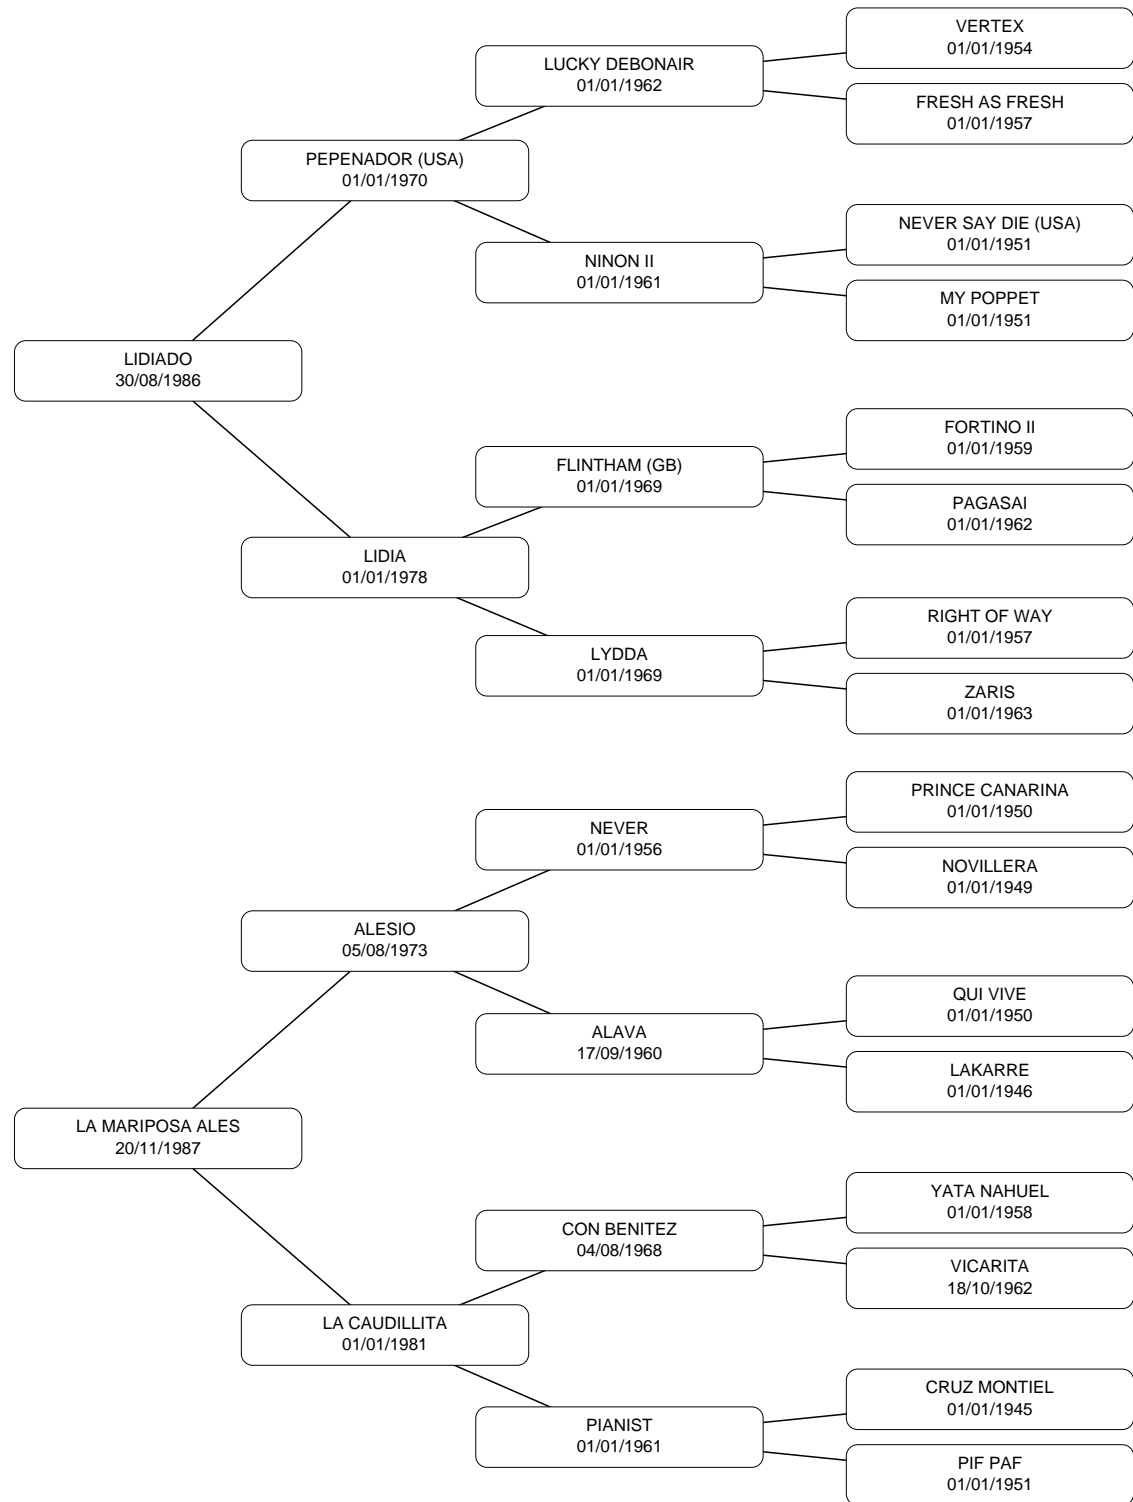 VERTEX
01/01/1954
LUCKY DEBONAIR
01/01/1962
FRESH AS FRESH
01/01/1957
PEPENADOR (USA)
01/01/1970
NEVER SAY DIE (USA)
01/01/1951
NINON II
01/01/1961
MY POPPET
01/01/1951
LIDIADO
30/08/1986
FORTINO II
01/01/1959
FLINTHAM (GB)
01/01/1969
PAGASAI
01/01/1962
LIDIA
01/01/1978
RIGHT OF WAY
01/01/1957
LYDDA
01/01/1969
ZARIS
01/01/1963
PRINCE CANARINA
01/01/1950
NEVER
01/01/1956
NOVILLERA
01/01/1949
ALESIO
05/08/1973
QUI VIVE
01/01/1950
ALAVA
17/09/1960
LAKARRE
01/01/1946
LA MARIPOSA ALES
20/11/1987
YATA NAHUEL
01/01/1958
CON BENITEZ
04/08/1968
VICARITA
18/10/1962
LA CAUDILLITA
01/01/1981
CRUZ MONTIEL
01/01/1945
PIANIST
01/01/1961
PIF PAF
01/01/1951